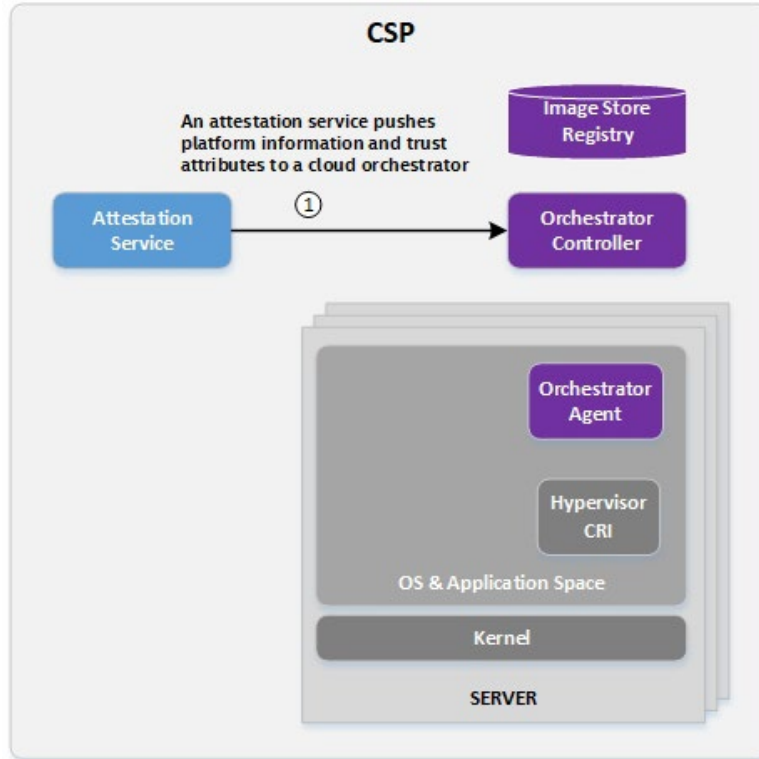 CSP
An attestation service pushes
platform information and trust
attributes to a cloud orchestrator
1
Image Store
Registry
Attestation
Service
Orchestrator
Controller
Orchestrator
Agent
Hypervisor
CRI
OS & Application Space
Kernel
SERVER